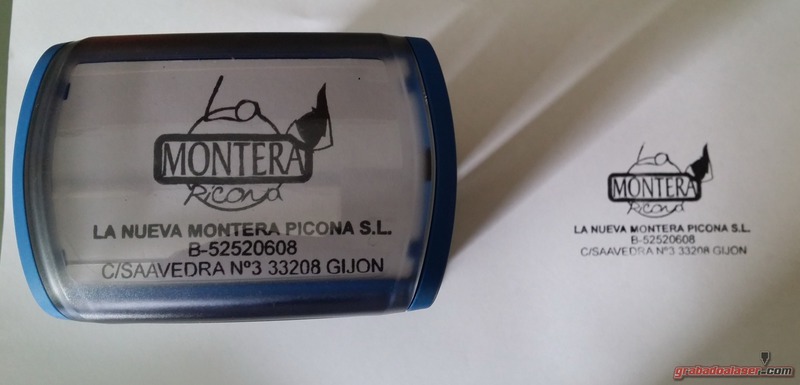 La
MONTERA
Picona
LA NUEVA MONTERA PICONA S.L.
B-52520608
C/SAAVEDRA Nº3 33208 GIJON
La
MONTERA
Picona
LA NUEVA MONTERA PICONA S.L.
B-52520608
C/SAAVEDRA Nº3 33208 GIJON
grabadoalaser.com